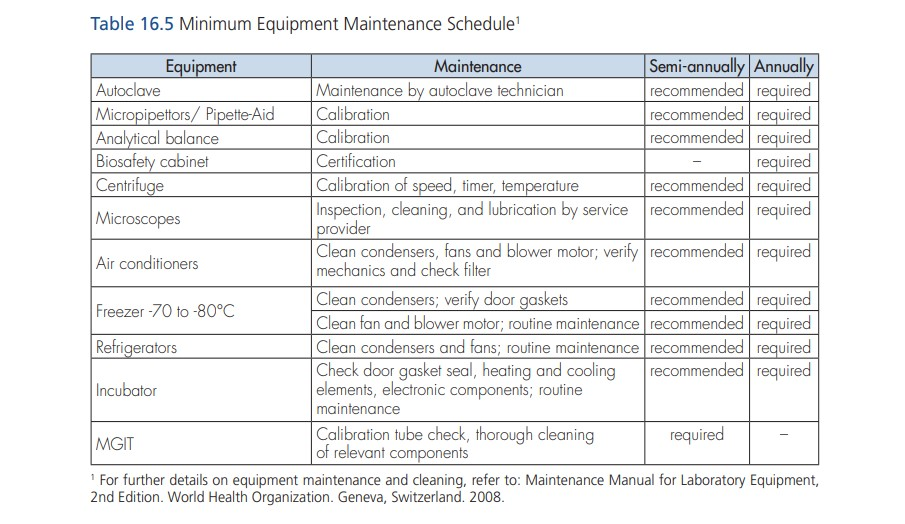 Table 16.5 Minimum Equipment Maintenance Schedule¹
Equipment Maintenance Semi-annually Annually
Autoclave Maintenance by autoclave technician recommended required
Micropipettors/ Pipette-Aid Calibration recommended required
Analytical balance Calibration recommended required
Biosafety cabinet Certification – required
Centrifuge Calibration of speed, timer, temperature recommended required
Microscopes Inspection, cleaning, and lubrication by service recommended required
provider
Air conditioners Clean condensers, fans and blower motor; verify recommended required
mechanics and check filter
Freezer -70 to -80°C Clean condensers; verify door gaskets recommended required
Clean fan and blower motor; routine maintenance recommended required
Refrigerators Clean condensers and fans; routine maintenance recommended required
Incubator Check door gasket seal, heating and cooling recommended required
elements, electronic components; routine
maintenance
MGIT Calibration tube check, thorough cleaning required –
of relevant components
¹ For further details on equipment maintenance and cleaning, refer to: Maintenance Manual for Laboratory Equipment,
2nd Edition. World Health Organization. Geneva, Switzerland. 2008.